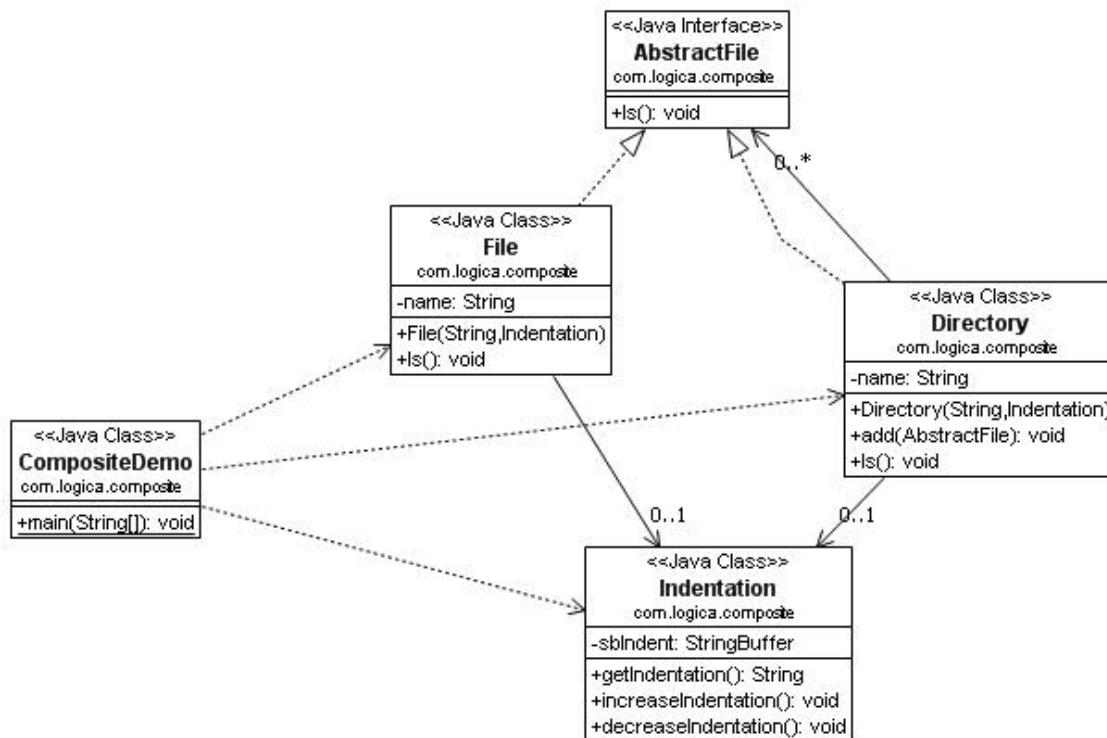 <<Java Interface>>
AbstractFile
com.logica.composite
+ls(): void
0..*
<<Java Class>>
File
com.logica.composite
-name: String
+File(String,Indentation)
+ls(): void
<<Java Class>>
Directory
com.logica.composite
-name: String
+Directory(String,Indentation)
+add(AbstractFile): void
+ls(): void
<<Java Class>>
CompositeDemo
com.logica.composite
+main(String[]): void
0..1
0..1
<<Java Class>>
Indentation
com.logica.composite
-sbIndent: StringBuffer
+getIndentation(): String
+increaseIndentation(): void
+decreaseIndentation(): void